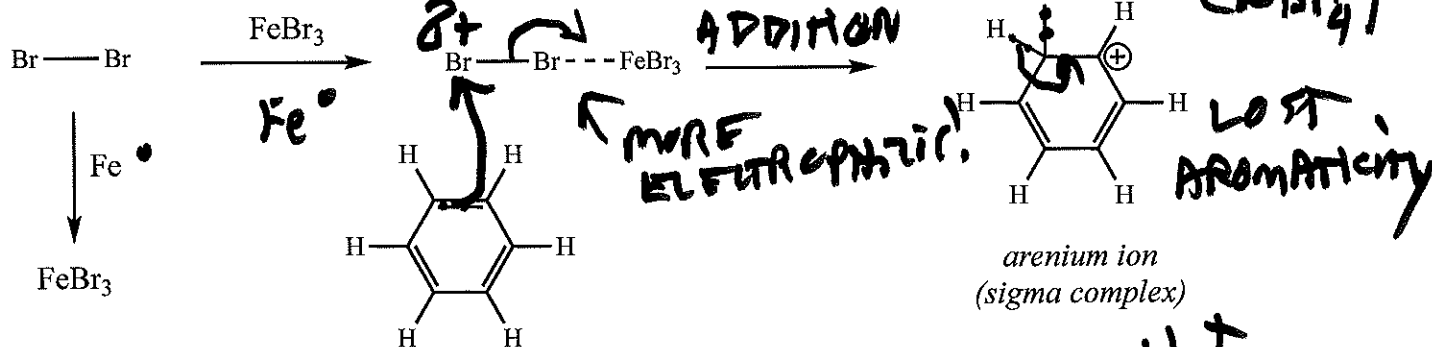 FeBr₃
δ+
ADDITION
H
H
Br—Br
Br—Br---FeBr₃
⊕
Fe°
Fe°
MORE
ELECTROPHILIC!
H
H
LOST
AROMATICITY
H
H
H
H
H
H
FeBr₃
arenium ion
(sigma complex)
H
H
H+